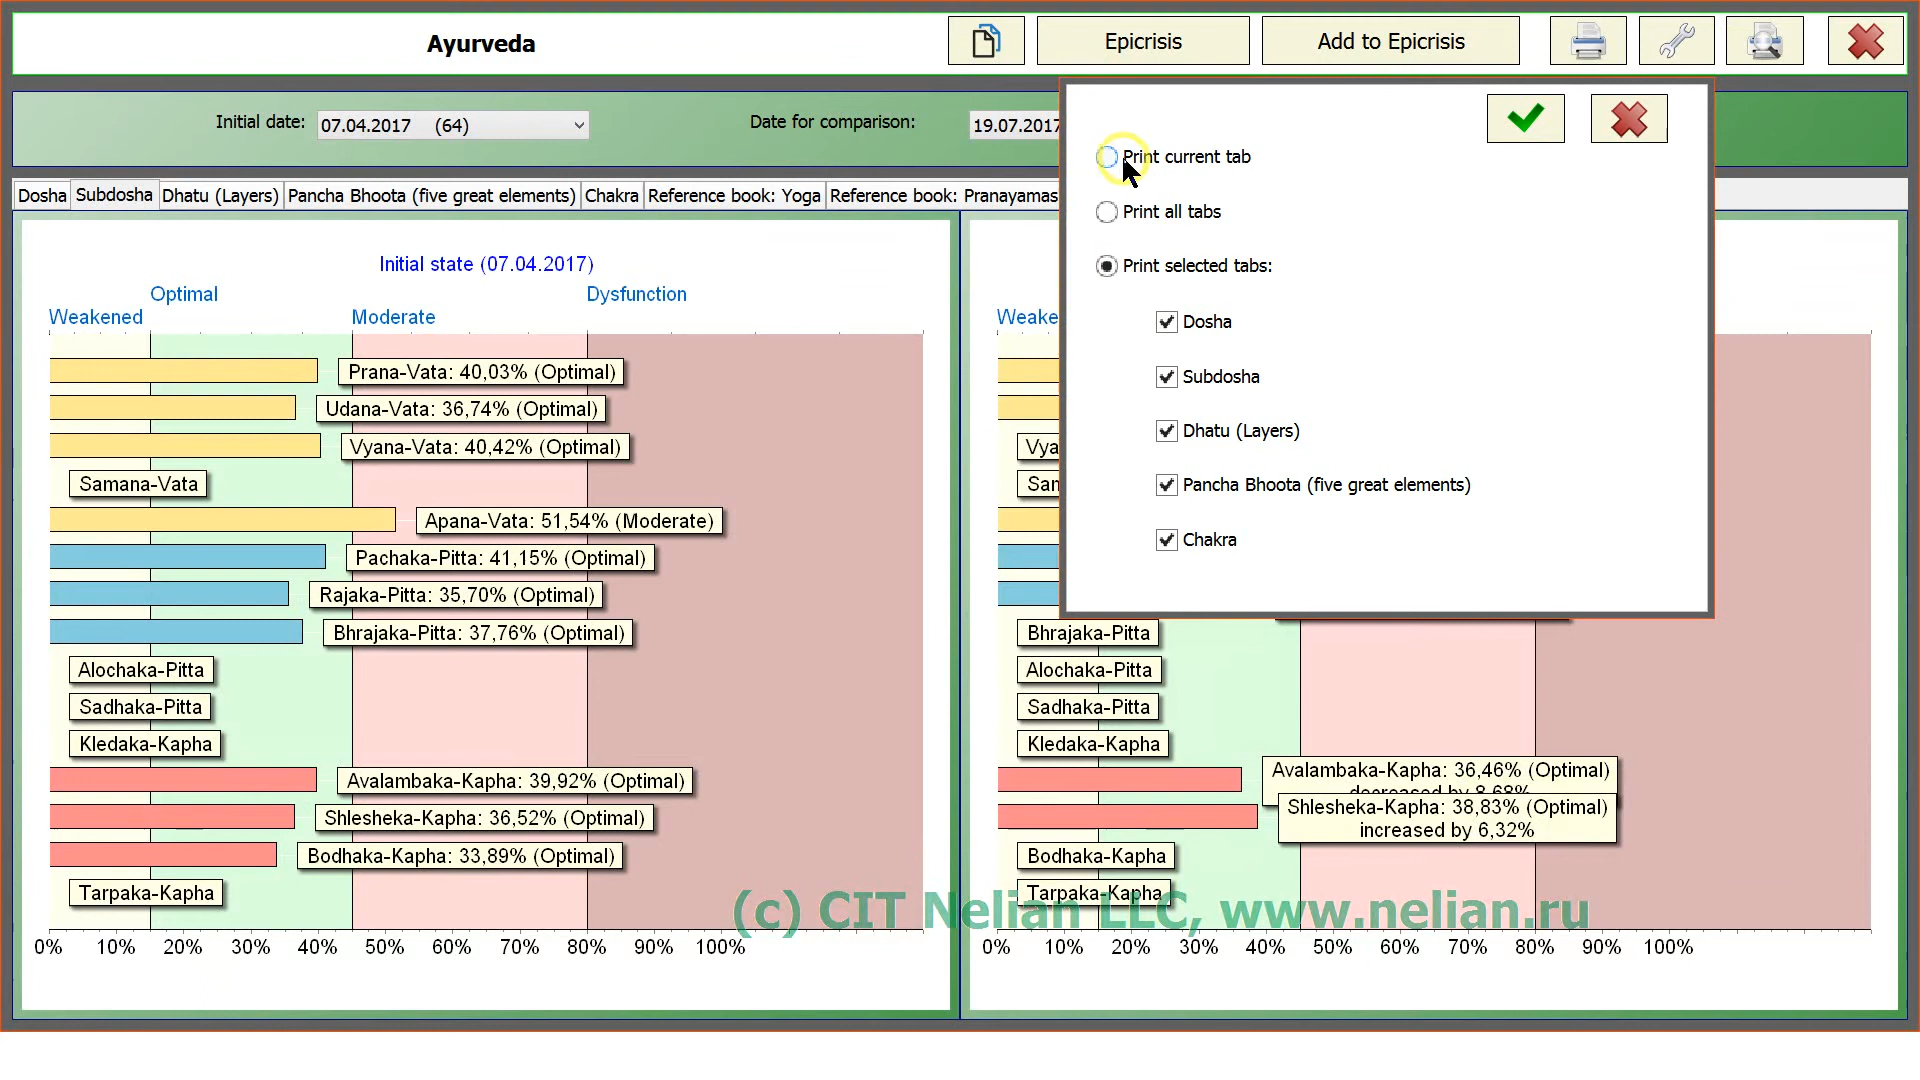 Ayurveda
Epicrisis
Add to Epicrisis
Initial date:
07.04.2017 (64)
Date for comparison:
19.07.2017
Dosha
Subdosha
Dhatu (Layers)
Pancha Bhoota (five great elements)
Chakra
Reference book: Yoga
Reference book: Pranayamas
Print current tab
Print all tabs
Print selected tabs:
Dosha
Subdosha
Dhatu (Layers)
Pancha Bhoota (five great elements)
Chakra
Initial state (07.04.2017)
Optimal
Dysfunction
Weakened
Moderate
Prana-Vata: 40,03% (Optimal)
Udana-Vata: 36,74% (Optimal)
Vyana-Vata: 40,42% (Optimal)
Samana-Vata
Apana-Vata: 51,54% (Moderate)
Pachaka-Pitta: 41,15% (Optimal)
Rajaka-Pitta: 35,70% (Optimal)
Bhrajaka-Pitta: 37,76% (Optimal)
Alochaka-Pitta
Sadhaka-Pitta
Kledaka-Kapha
Avalambaka-Kapha: 39,92% (Optimal)
Shlesheka-Kapha: 36,52% (Optimal)
Bodhaka-Kapha: 33,89% (Optimal)
Tarpaka-Kapha
0% 10% 20% 30% 40% 50% 60% 70% 80% 90% 100%
Weake
Vya
San
Bhrajaka-Pitta
Alochaka-Pitta
Sadhaka-Pitta
Kledaka-Kapha
Avalambaka-Kapha: 36,46% (Optimal)
decreased by 8,68%
Shlesheka-Kapha: 38,83% (Optimal)
increased by 6,32%
Bodhaka-Kapha
Tarpaka-Kapha
0% 10% 20% 30% 40% 50% 60% 70% 80% 90% 100%
(c) CIT Nelian LLC, www.nelian.ru